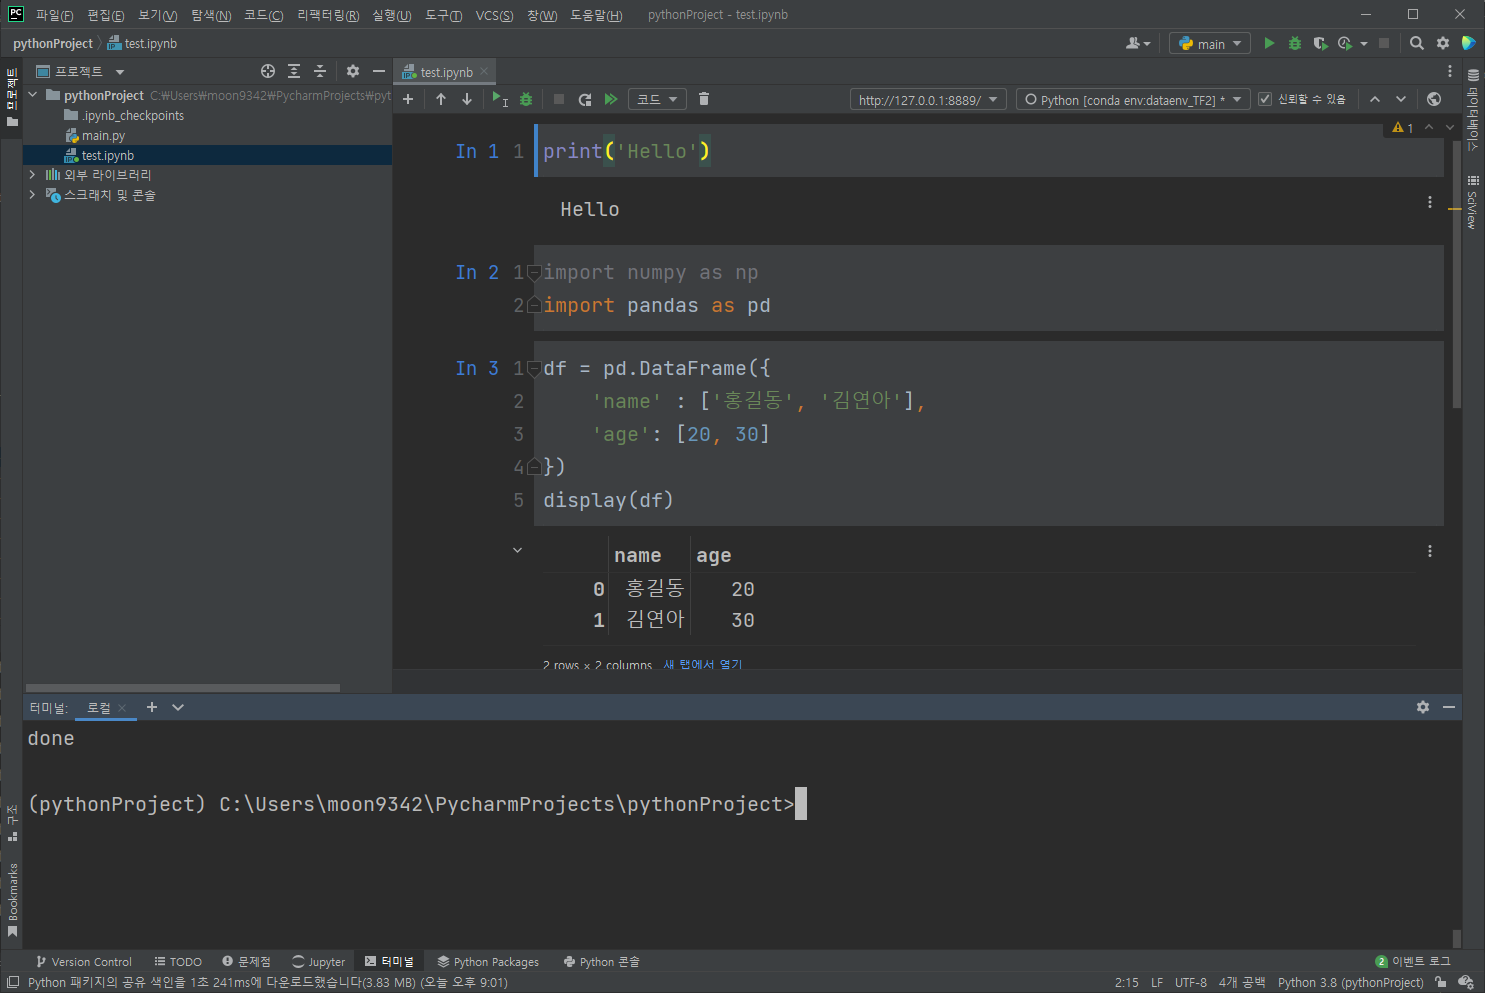 PC 파일(F) 편집(E) 보기(V) 탐색(N) 코드(C) 리팩터링(R) 실행(U) 도구(T) VCS(S) 창(W) 도움말(H) pythonProject - test.ipynb
pythonProject test.ipynb main
프로젝트
pythonProject C:\Users\moon9342\PycharmProjects\pyt
.ipynb_checkpoints
main.py
test.ipynb
외부 라이브러리
스크래치 및 콘솔
프로젝트
구조
Bookmarks
test.ipynb
코드 http://127.0.0.1:8889/ Python [conda env:dataenv_TF2] * 신뢰할 수 있음
1
In 1 1 print('Hello')
Hello
In 2 1 import numpy as np
2 import pandas as pd
In 3 1 df = pd.DataFrame({
2 'name' : ['홍길동', '김연아'],
3 'age': [20, 30]
4 })
5 display(df)
name age
0 홍길동 20
1 김연아 30
2 rows × 2 columns 새 탭에서 열기
데이터베이스
SciView
터미널: 로컬
done
(pythonProject) C:\Users\moon9342\PycharmProjects\pythonProject>
Version Control TODO 문제점 Jupyter 터미널 Python Packages Python 콘솔 2 이벤트 로그
Python 패키지의 공유 색인을 1초 241ms에 다운로드했습니다(3.83 MB) (오늘 오후 9:01) 2:15 LF UTF-8 4개 공백 Python 3.8 (pythonProject)